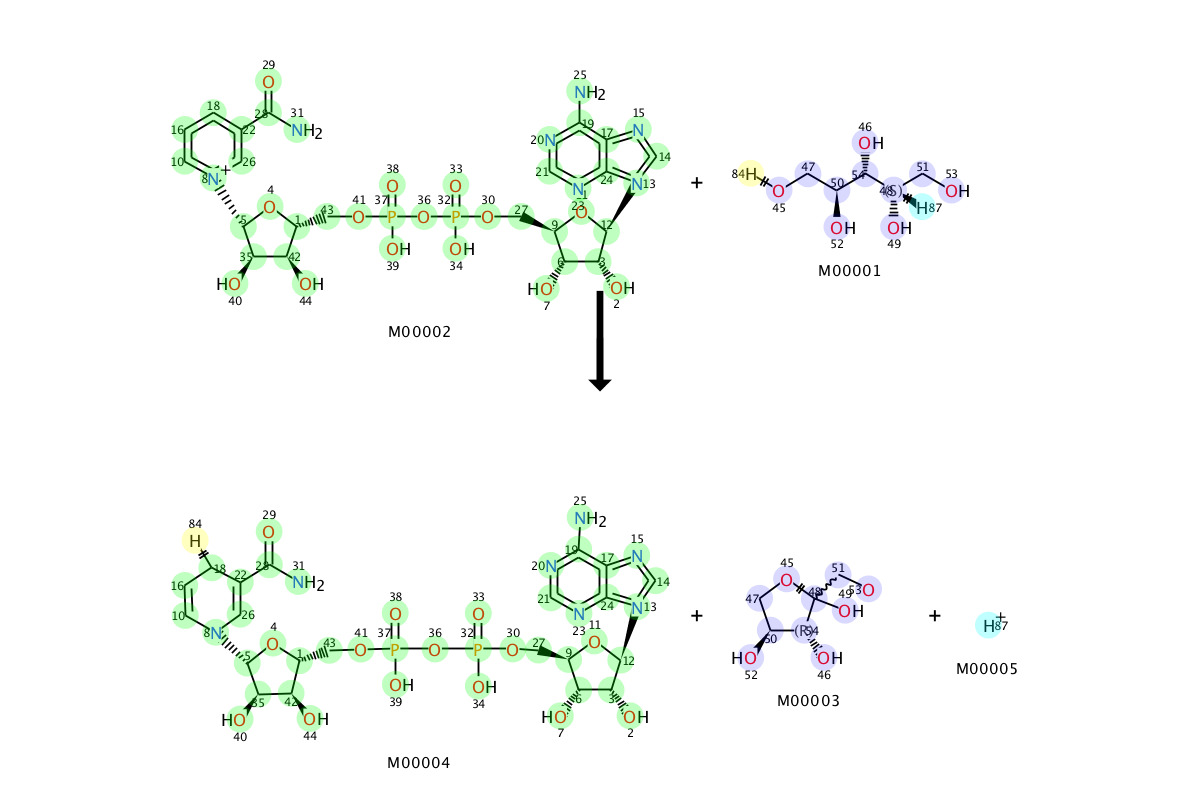 29
O
25
NH2
18
28
31
NH2
16
22
10
26
8
N
+
19
15
N
20
N
17
14
21
24
N
13
N
23
46
OH
84
H
47
54
51
53
OH
O
45
50
48
(S)
H
87
OH
52
OH
49
M00001
+
4
O
5
1
43
41
O
38
O
37
P
36
O
33
O
32
P
30
O
27
O
9
12
39
OH
34
OH
35
42
6
3
HO
40
OH
44
HO
7
OH
2
M00002
84
H
29
O
25
NH2
18
28
31
NH2
16
22
10
26
8
N
19
15
N
20
N
17
14
21
24
N
13
N
23
11
O
4
O
5
1
43
41
O
38
O
37
P
36
O
33
O
32
P
30
O
27
9
12
OH
39
OH
34
35
42
6
3
HO
40
OH
44
HO
7
OH
2
M00004
+
45
O
51
48
53
O
47
49
OH
50
(R)
54
HO
52
OH
46
M00003
+
H
+
87
M00005